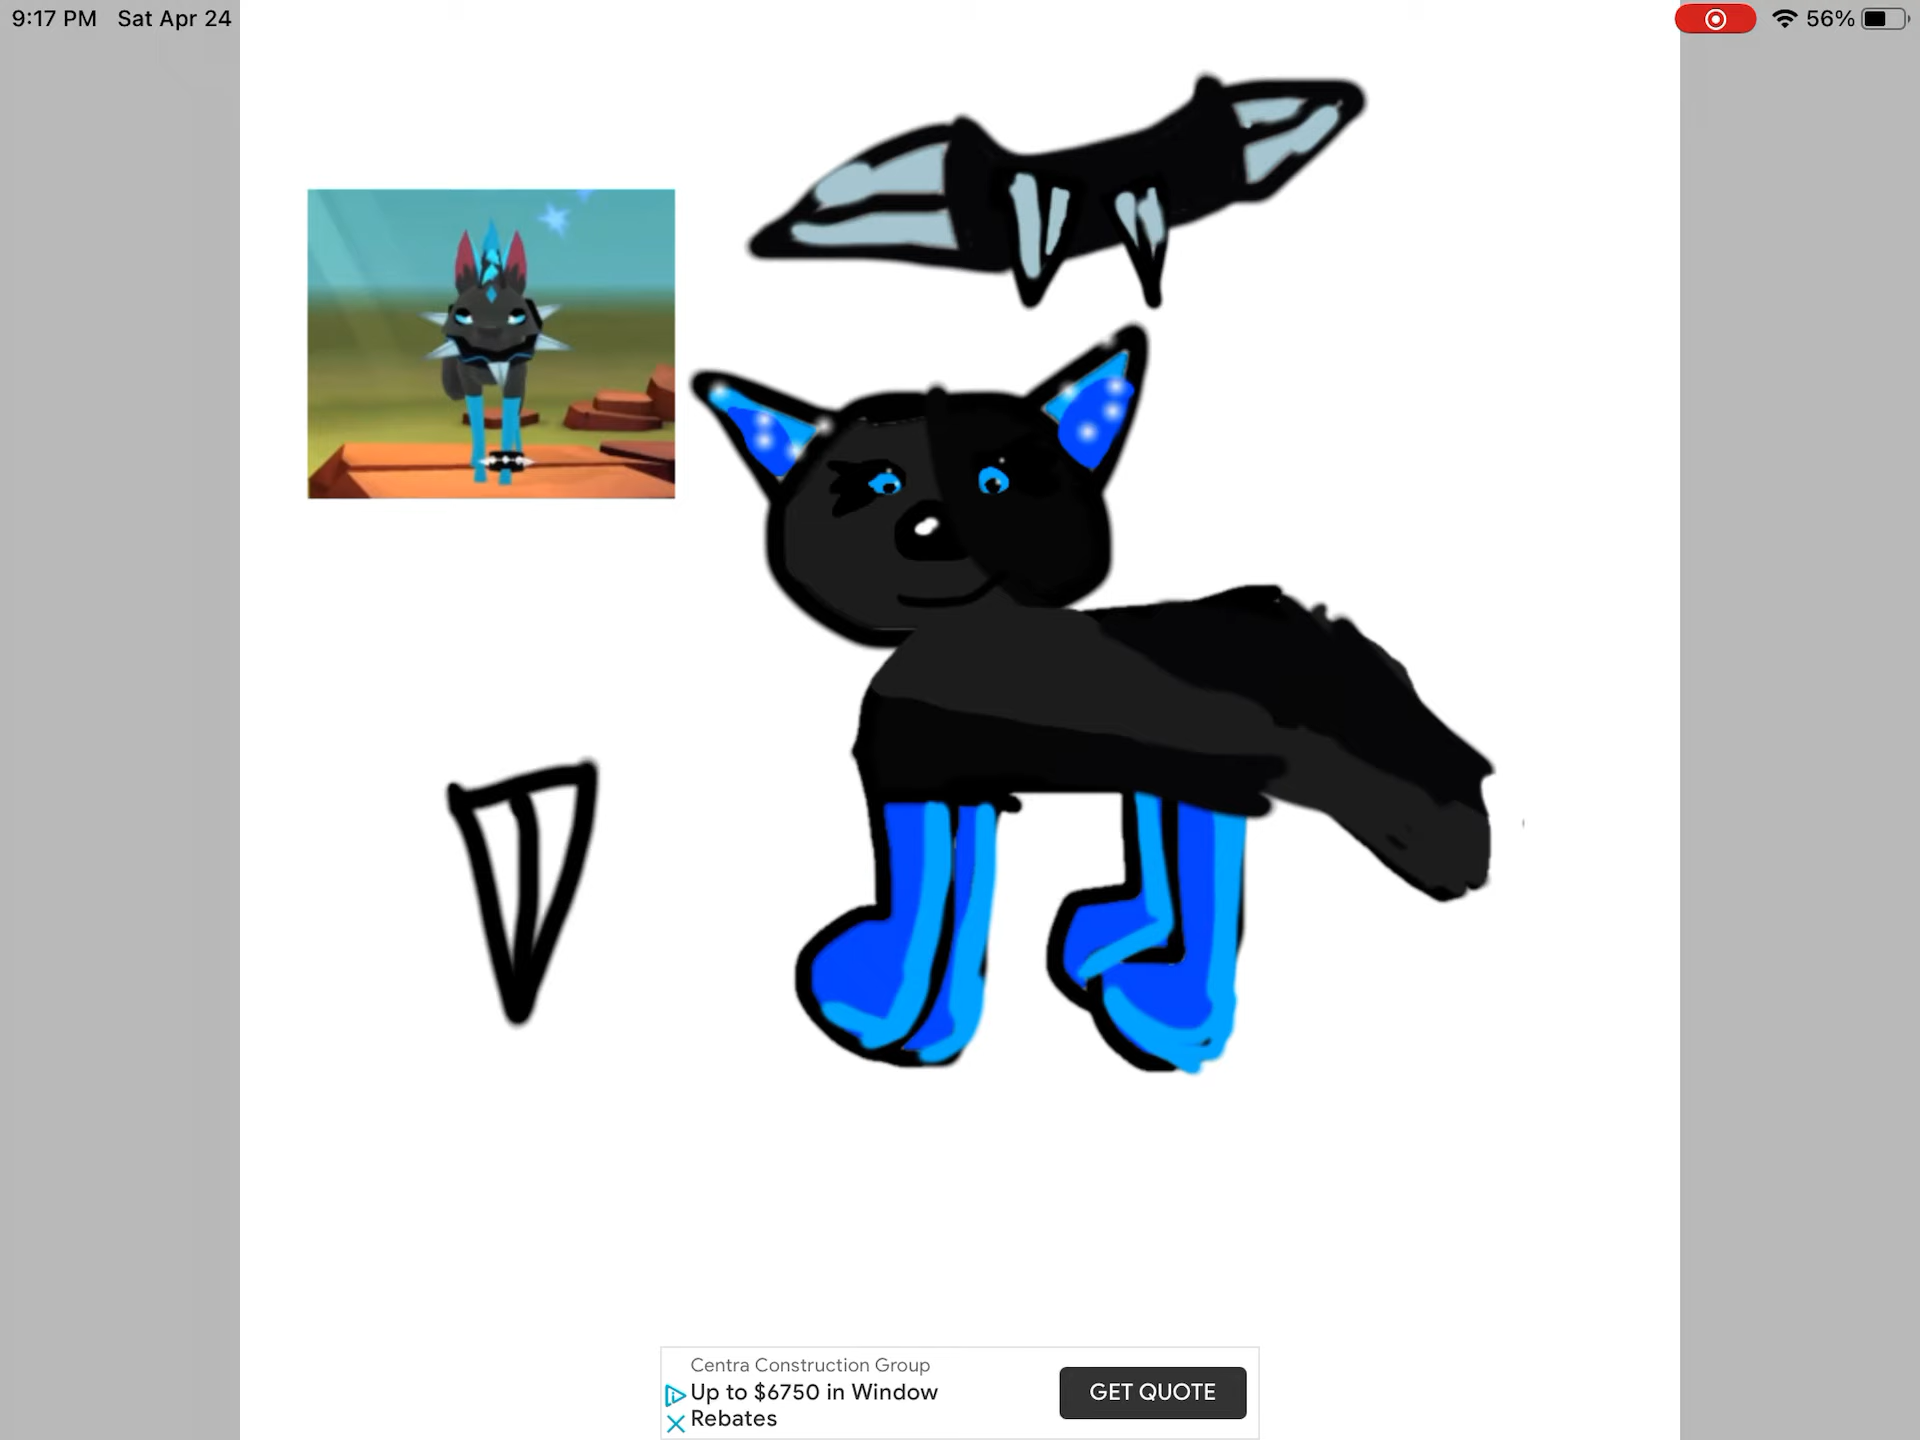 9:17 PM Sat Apr 24
56%
Centra Construction Group
Up to $6750 in Window
Rebates
GET QUOTE